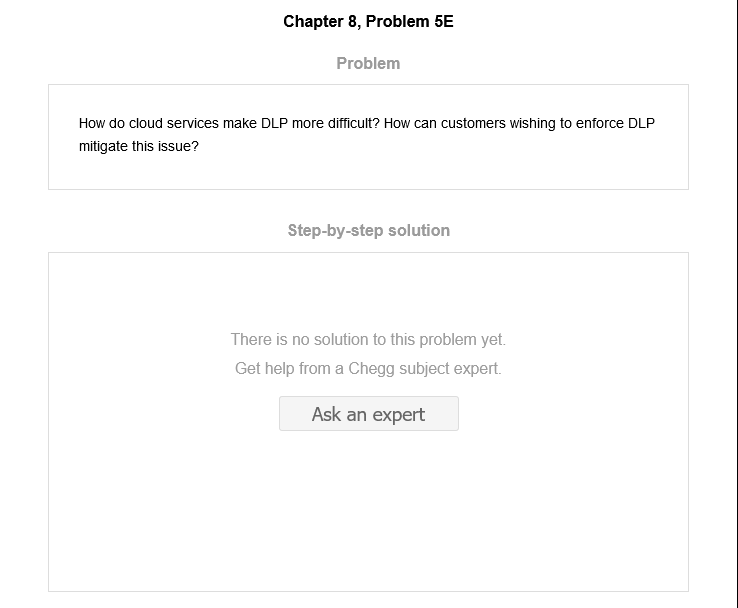 Chapter 8, Problem 5E
Problem
How do cloud services make DLP more difficult? How can customers wishing to enforce DLP
mitigate this issue?
Step-by-step solution
There is no solution to this problem yet.
Get help from a Chegg subject expert.
Ask an expert